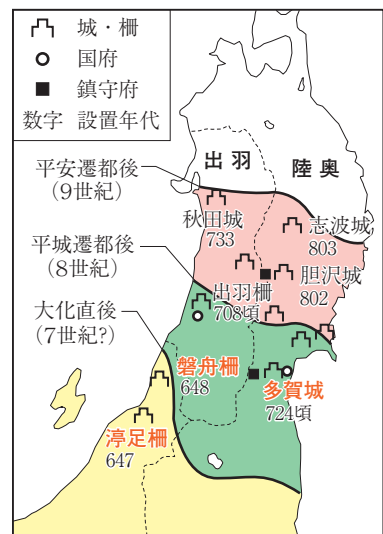 城・柵
国府
鎮守府
数字 設置年代
出羽
陸奥
平安遷都後
(9世紀)
秋田城
733
志波城
803
平城遷都後
(8世紀)
胆沢城
802
出羽柵
708頃
大化直後
(7世紀?)
磐舟柵
648
多賀城
724頃
渟足柵
647